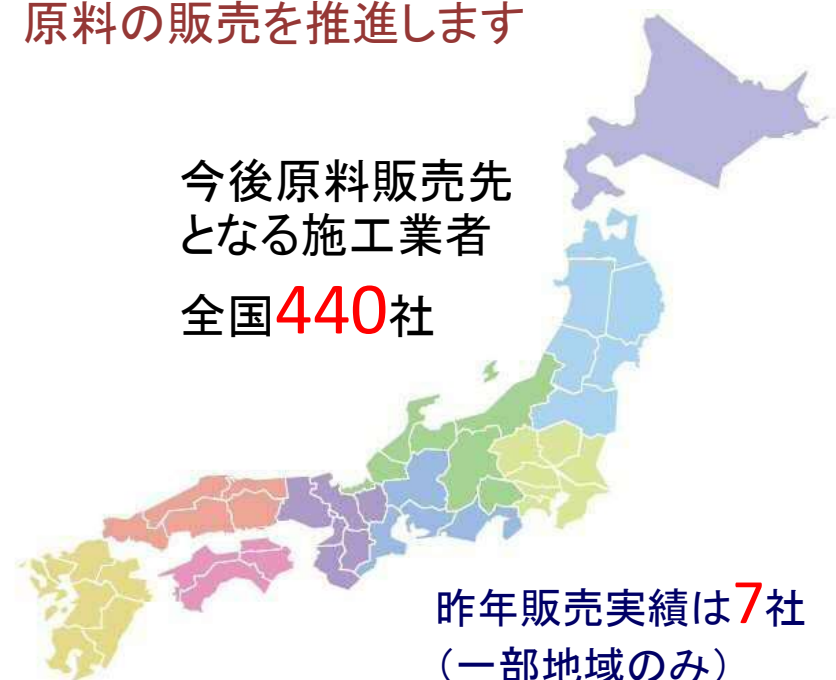 原料の販売を推進します
今後原料販売先
となる施工業者
全国440社
昨年販売実績は7社
（一部地域のみ）